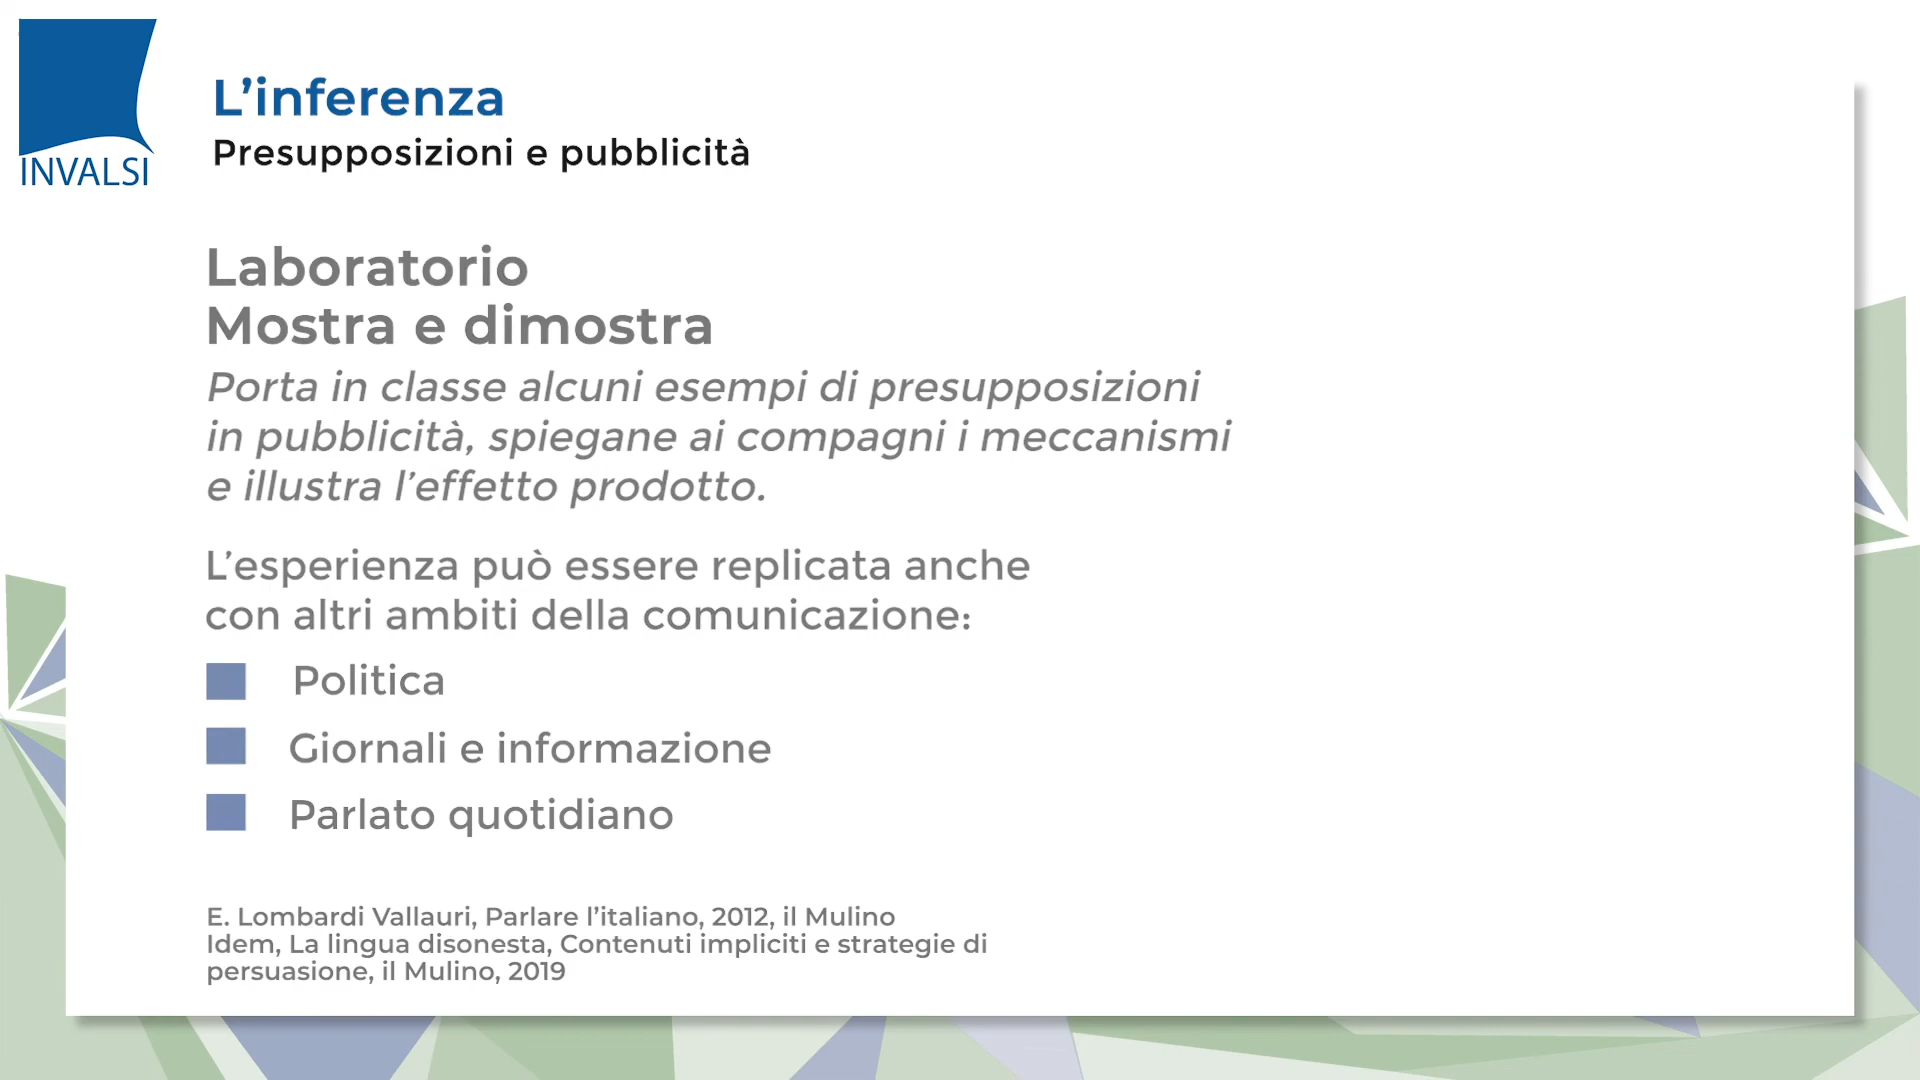 INVALSI
L’inferenza
Presupposizioni e pubblicità
Laboratorio
Mostra e dimostra
Porta in classe alcuni esempi di presupposizioni
in pubblicità, spiegane ai compagni i meccanismi
e illustra l’effetto prodotto.
L’esperienza può essere replicata anche
con altri ambiti della comunicazione:
Politica
Giornali e informazione
Parlato quotidiano
E. Lombardi Vallauri, Parlare l’italiano, 2012, il Mulino
Idem, La lingua disonesta, Contenuti impliciti e strategie di
persuasione, il Mulino, 2019